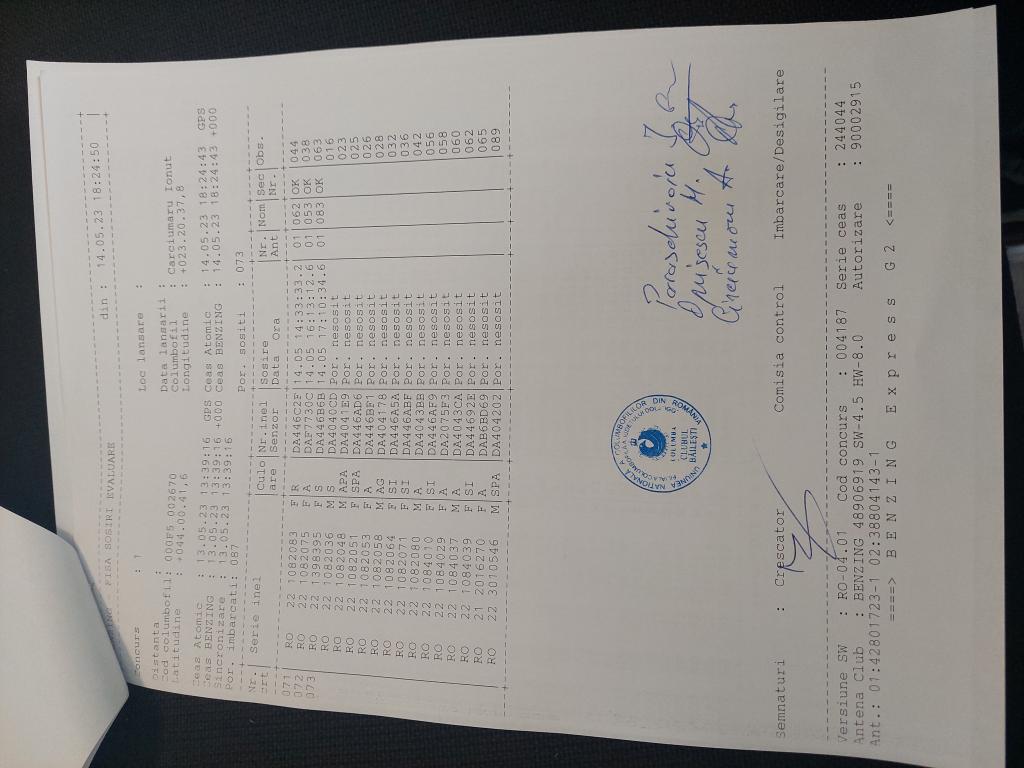 din : 14.05.23 18:24:50 |
FISA SOSIRI EVALUARE
oncurs : 1 Loc lansare :
Distanta : Data lansarii :
Cod columbofil: 000F5 002670 Columbofil : Carciumaru Ionut
Latitudine : +044.00.41,6 Longitudine : +023.20.37,8
Ceas Atomic : 13.05.23 13:39:16 GPS Ceas Atomic : 14.05.23 18:24:43 GPS
Ceas BENZING : 13.05.23 13:39:16 +000 Ceas BENZING : 14.05.23 18:24:43 +000
Sincronizare : 13.05.23 13:39:16
Por. imbarcati: 087 Por. sositi : 073
Nr.| Serie inel |Culo|Nr.inel |Sosire |Nr.|Nom|Sec|Obs.
crt| |are |Senzor |Data Ora |Ant| |Nr.|
071 RO 22 1082083 F R DA446C2F 14.05 14:33:33.2 01 062 OK 044
072 RO 22 1082075 F A DAF7730C 14.05 16:13:12.6 01 053 OK 038
073 RO 22 1398395 F S DA446B6B 14.05 17:10:34.6 01 083 OK 063
RO 22 1082036 M S DA4040CD Por. nesosit 016
RO 22 1082048 M APA DA4041E9 Por. nesosit 023
RO 22 1082051 F SPA DA446AD6 Por. nesosit 025
RO 22 1082053 F A DA446BF1 Por. nesosit 026
RO 22 1082058 M AG DA404178 Por. nesosit 028
RO 22 1082064 F SI DA446A5A Por. nesosit 032
RO 22 1082071 F SI DA446ABF Por. nesosit 036
RO 22 1082080 M A Por. nesosit 042
RO 22 1084010 F SI DA446AF9 Por. nesosit 056
RO 22 1084029 F A DA2075F3 Por. nesosit 058
RO 22 1084037 M A DA4043CA Por. nesosit 060
RO 22 1084039 F SI DA44692E Por. nesosit 062
RO 21 2016270 F A DAB6BD69 Por. nesosit 065
RO 22 3010546 M SPA DA404202 Por. nesosit 089
UNIUNEA NATIONALA A COLUMBOFILILOR DIN ROMÂNIA
COLUMBA
CLUBUL
BĂILEŞTI
Semnaturi : Crescator Comisia control Imbarcare/Desigilare
Versiune SW : RO-04.01 Cod concurs : 004187 Serie ceas : 244044
Antena Club : BENZING 48906919 SW-4.5 HW-8.0 Autorizare : 90002915
Ant.: 01:42801723-1 02:38804143-1
====> B E N Z I N G E x p r e s s G 2 <====